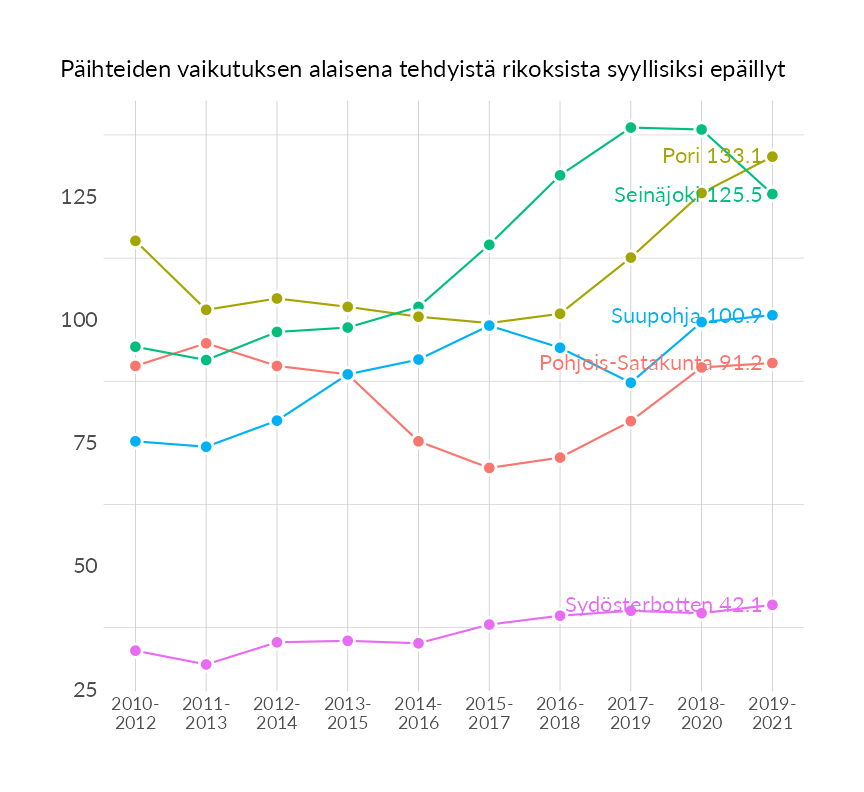 Päihteiden vaikutuksen alaisena tehdyistä rikoksista syyllisiksi epäillyt
Pori 133.1
125
Seinäjoki 125.5
100
Suupohja 100.9
Pohjois-Satakunta 91.2
75
50
Sydösterbotten 42.1
25
2010- 2011- 2012- 2013- 2014- 2015- 2016- 2017- 2018- 2019-
2012 2013 2014 2015 2016 2017 2018 2019 2020 2021